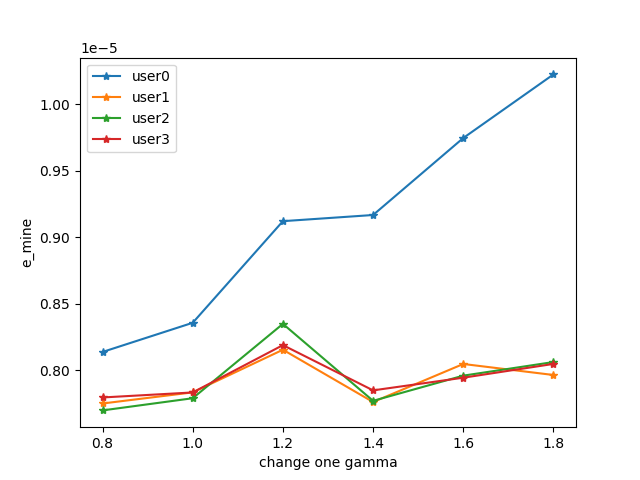 1e−5
1.00
0.95
0.90
0.85
0.80
e_mine
user0
user1
user2
user3
0.8 1.0 1.2 1.4 1.6 1.8
change one gamma